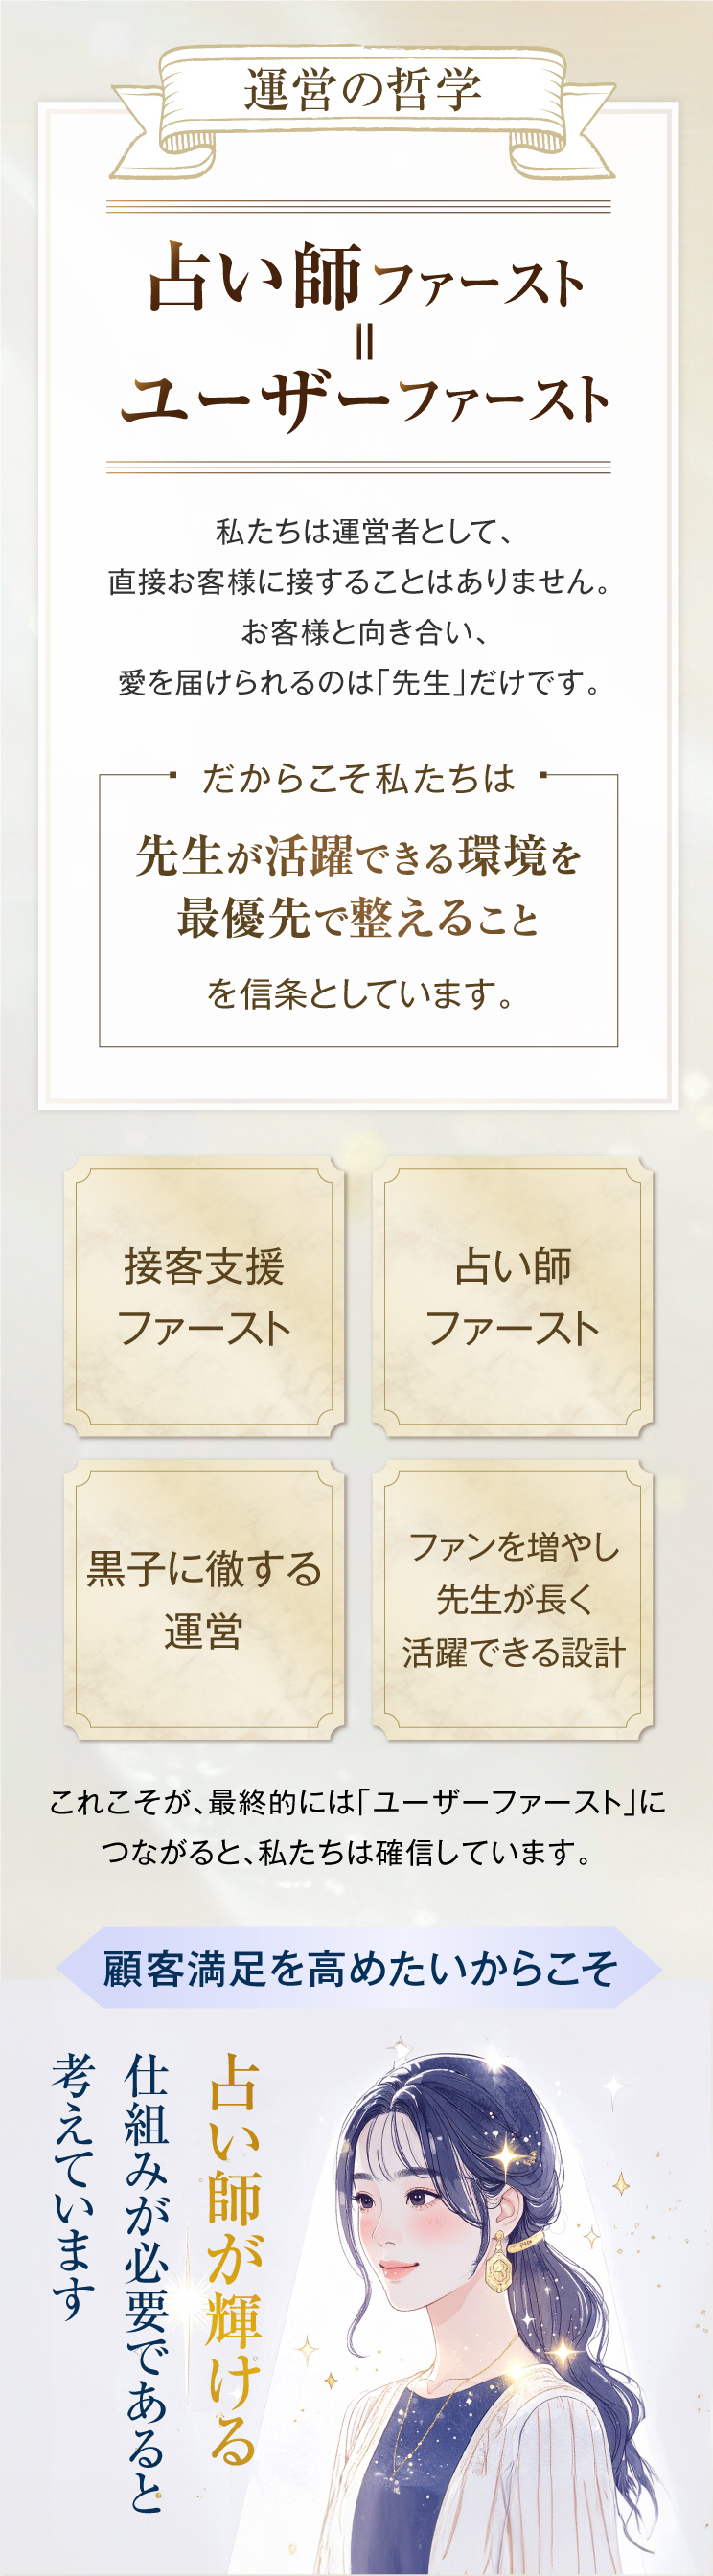 運営の哲学
占い師ファースト
＝
ユーザーファースト
私たちは運営者として、
直接お客様に接することはありません。
お客様と向き合い、
愛を届けられるのは「先生」だけです。
だからこそ私たちは
先生が活躍できる環境を
最優先で整えること
を信条としています。
接客支援
ファースト
占い師
ファースト
黒子に徹する
運営
ファンを増やし
先生が長く
活躍できる設計
これこそが、最終的には「ユーザーファースト」に
つながると、私たちは確信しています。
顧客満足を高めたいからこそ
占い師が輝ける
仕組みが必要であると
考えています